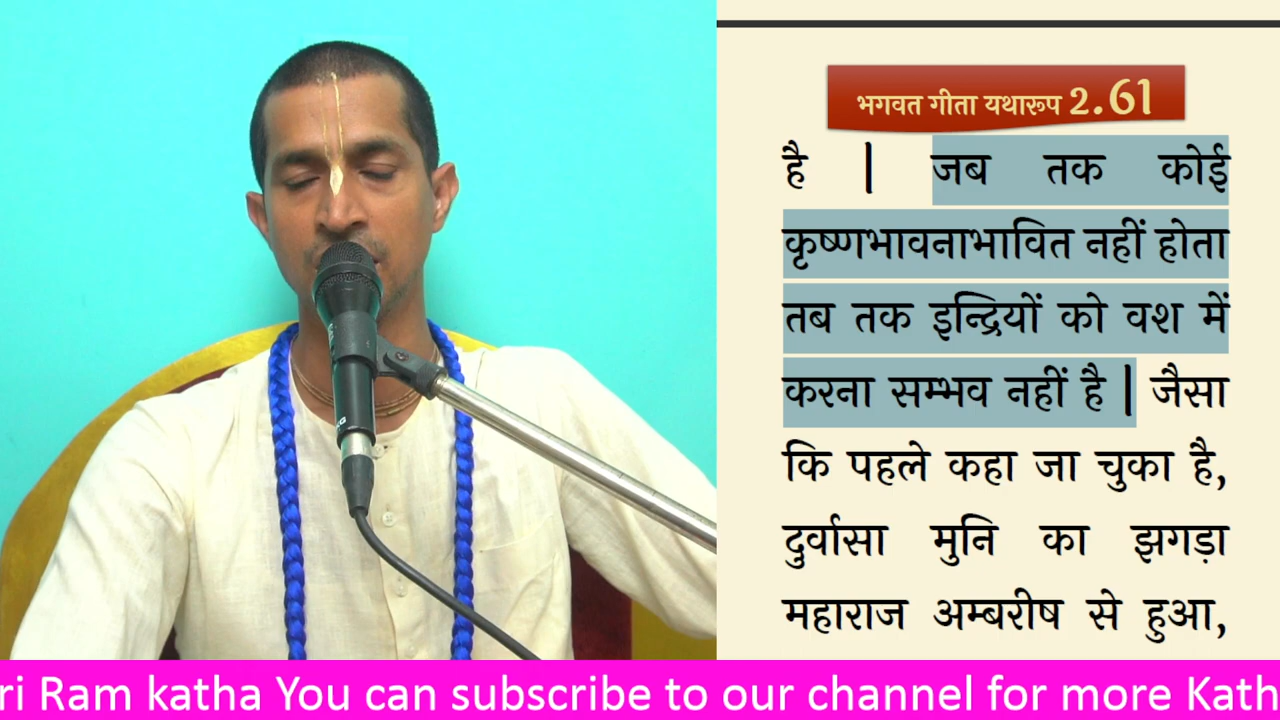 भगवत गीता यथारूप 2.61
है | जब तक कोई
कृष्णभावनाभावित नहीं होता
तब तक इन्द्रियों को वश में
करना सम्भव नहीं है | जैसा
कि पहले कहा जा चुका है,
दुर्वासा मुनि का झगड़ा
महाराज अम्बरीष से हुआ,
ri Ram katha You can subscribe to our channel for more Kath